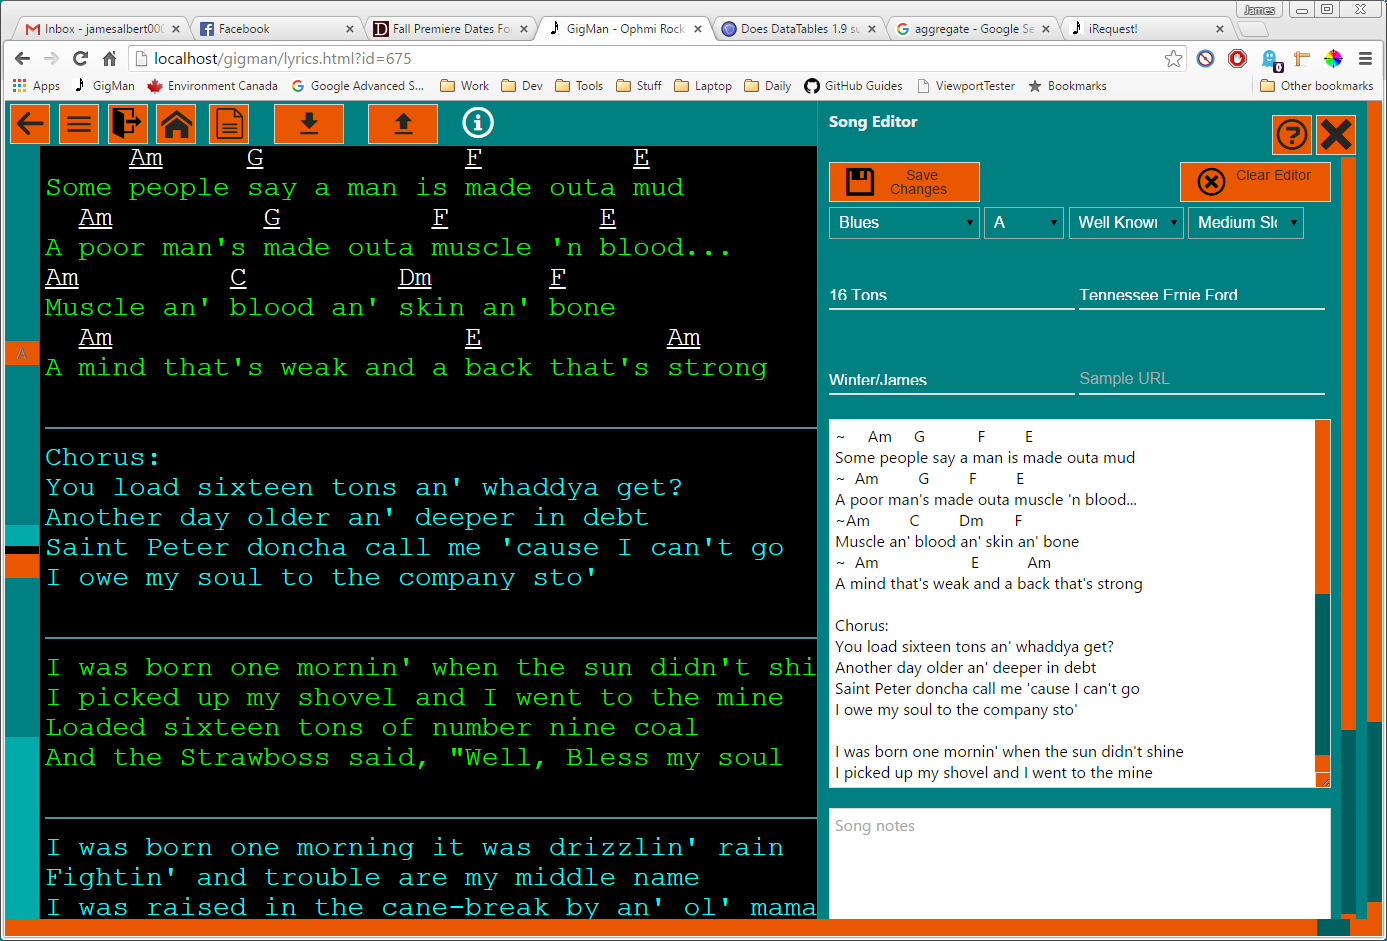 James
Inbox - jamesalbert000
Facebook
Fall Premiere Dates For
GigMan - Ophmi Rock
Does DataTables 1.9 su
aggregate - Google Se
iRequest!
localhost/gigman/lyrics.html?id=675
0
Apps
GigMan
Environment Canada
Google Advanced S...
Work
Dev
Tools
Stuff
Laptop
Daily
GitHub Guides
ViewportTester
Bookmarks
Other bookmarks
Am G F E
Some people say a man is made outa mud
Am G F E
A poor man's made outa muscle 'n blood...
Am C Dm F
Muscle an' blood an' skin an' bone
Am E Am
A mind that's weak and a back that's strong
A
Chorus:
You load sixteen tons an' whaddya get?
Another day older an' deeper in debt
Saint Peter doncha call me 'cause I can't go
I owe my soul to the company sto'
I was born one mornin' when the sun didn't shi
I picked up my shovel and I went to the mine
Loaded sixteen tons of number nine coal
And the Strawboss said, "Well, Bless my soul
I was born one morning it was drizzlin' rain
Fightin' and trouble are my middle name
I was raised in the cane-break by an' ol' mama
Song Editor
Save
Changes
Clear Editor
Blues
A
Well Known
Medium Slo
16 Tons
Tennessee Ernie Ford
Winter/James
Sample URL
~ Am G F E
Some people say a man is made outa mud
~ Am G F E
A poor man's made outa muscle 'n blood...
~Am C Dm F
Muscle an' blood an' skin an' bone
~ Am E Am
A mind that's weak and a back that's strong
Chorus:
You load sixteen tons an' whaddya get?
Another day older an' deeper in debt
Saint Peter doncha call me 'cause I can't go
I owe my soul to the company sto'
I was born one mornin' when the sun didn't shine
I picked up my shovel and I went to the mine
Song notes